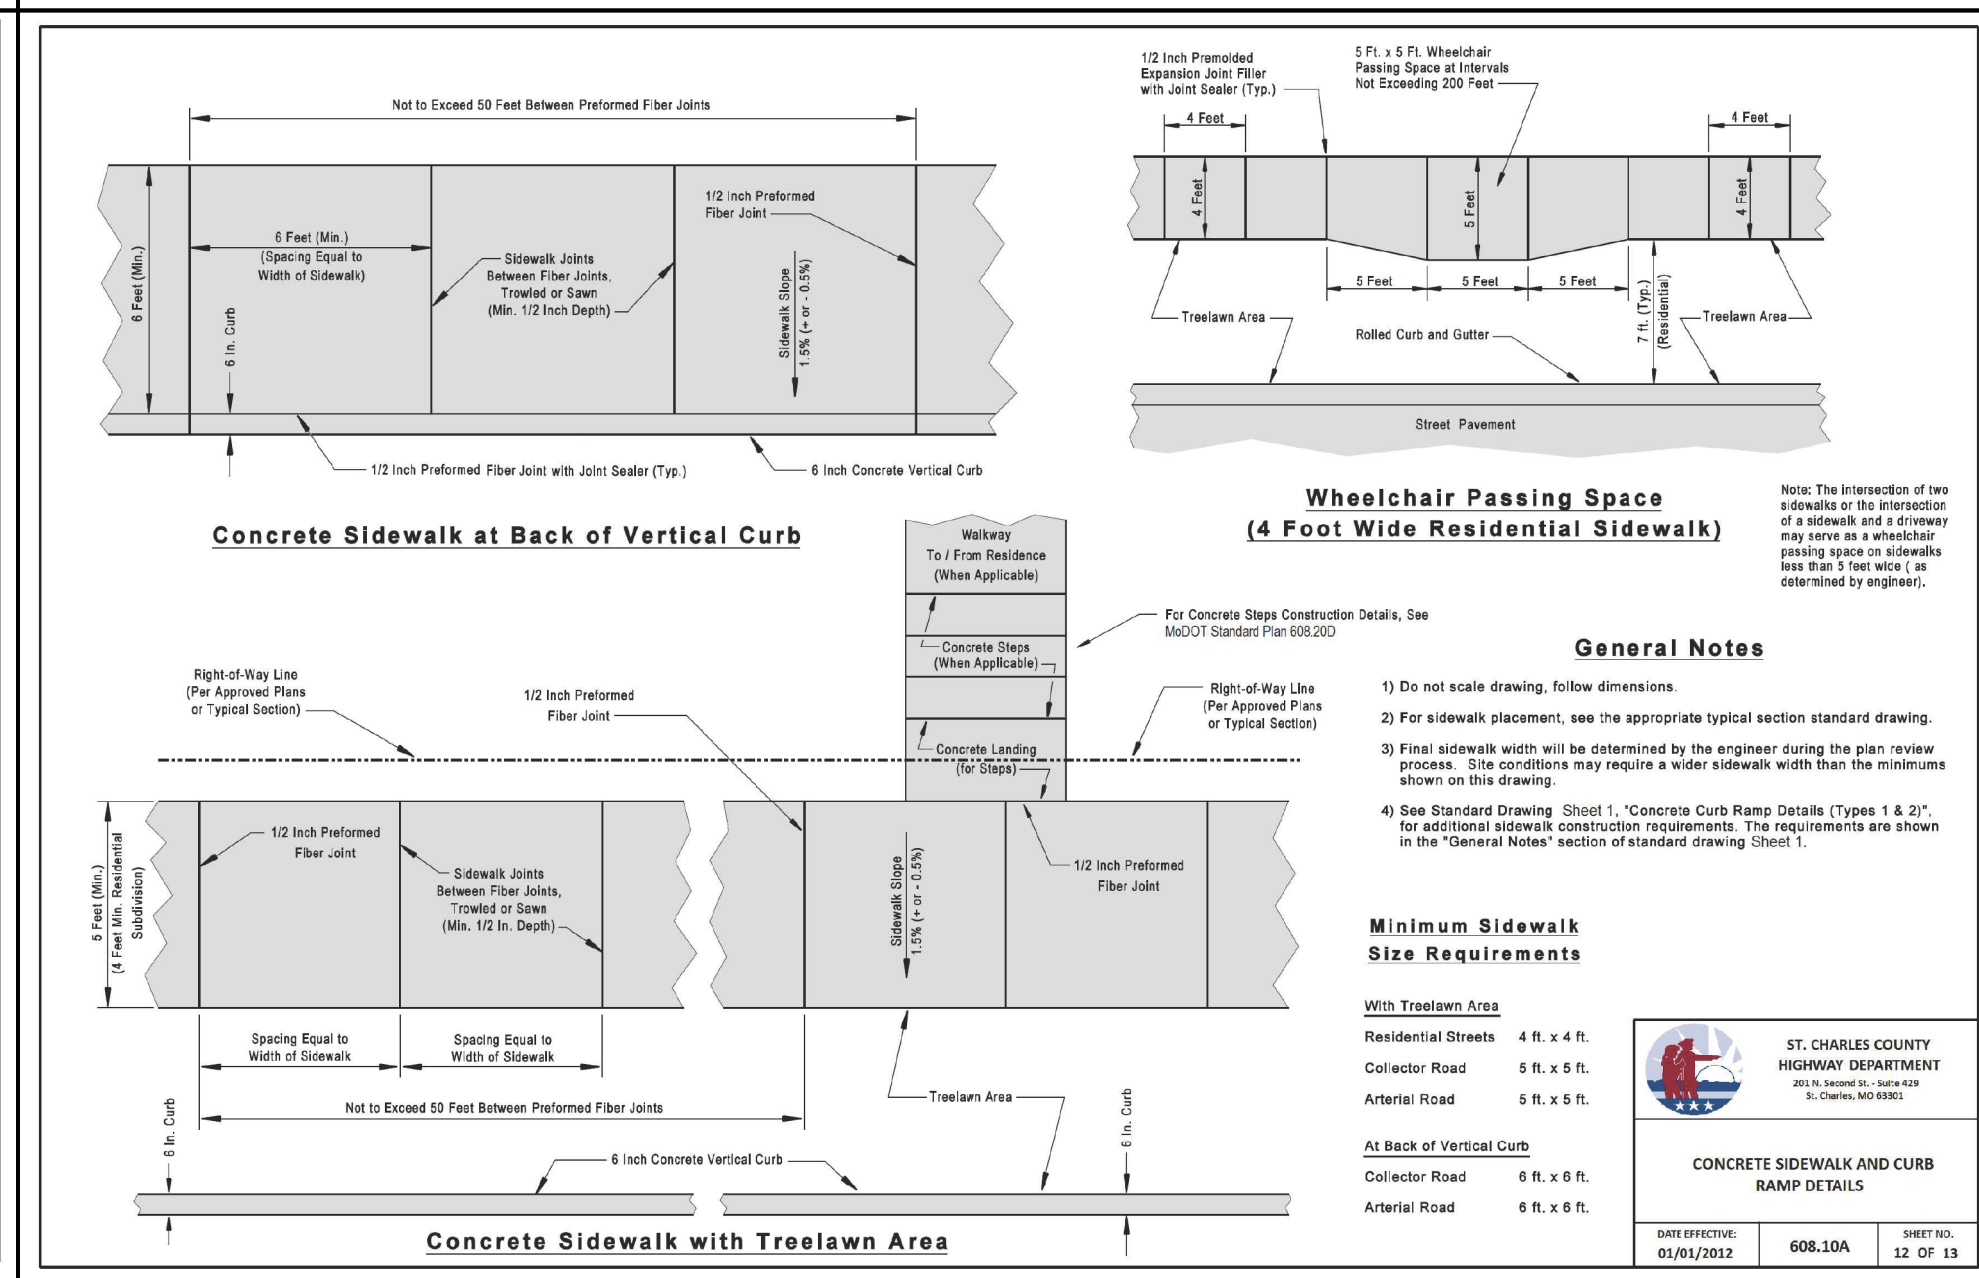 Not to Exceed 50 Feet Between Preformed Fiber Joints
1/2 Inch Preformed
Fiber Joint
6 Feet (Min.)
(Spacing Equal to
Width of Sidewalk)
6 Feet (Min.)
6 In. Curb
Sidewalk Joints
Between Fiber Joints,
Trowled or Sawn
(Min. 1/2 Inch Depth)
Sidewalk Slope
1.5% (+ or - 0.5%)
1/2 Inch Preformed Fiber Joint with Joint Sealer (Typ.)
6 Inch Concrete Vertical Curb
Concrete Sidewalk at Back of Vertical Curb
1/2 Inch Premolded
Expansion Joint Filler
with Joint Sealer (Typ.)
5 Ft. x 5 Ft. Wheelchair
Passing Space at Intervals
Not Exceeding 200 Feet
4 Feet
4 Feet
4 Feet
5 Feet
4 Feet
5 Feet
5 Feet
5 Feet
7 ft. (Typ.)
(Residential)
Treelawn Area
Treelawn Area
Rolled Curb and Gutter
Street Pavement
Wheelchair Passing Space
(4 Foot Wide Residential Sidewalk)
Note: The intersection of two
sidewalks or the intersection
of a sidewalk and a driveway
may serve as a wheelchair
passing space on sidewalks
less than 5 feet wide ( as
determined by engineer).
Walkway
To / From Residence
(When Applicable)
Concrete Steps
(When Applicable)
Concrete Landing
(for Steps)
For Concrete Steps Construction Details, See
MoDOT Standard Plan 608.20D
Right-of-Way Line
(Per Approved Plans
or Typical Section)
1/2 Inch Preformed
Fiber Joint
Right-of-Way Line
(Per Approved Plans
or Typical Section)
5 Feet (Min.)
(4 Feet Min. Residential
Subdivision)
1/2 Inch Preformed
Fiber Joint
Sidewalk Joints
Between Fiber Joints,
Trowled or Sawn
(Min. 1/2 In. Depth)
Sidewalk Slope
1.5% (+ or - 0.5%)
1/2 Inch Preformed
Fiber Joint
Spacing Equal to
Width of Sidewalk
Spacing Equal to
Width of Sidewalk
Not to Exceed 50 Feet Between Preformed Fiber Joints
Treelawn Area
6 In. Curb
6 In. Curb
6 Inch Concrete Vertical Curb
Concrete Sidewalk with Treelawn Area
General Notes
1) Do not scale drawing, follow dimensions.
2) For sidewalk placement, see the appropriate typical section standard drawing.
3) Final sidewalk width will be determined by the engineer during the plan review
process. Site conditions may require a wider sidewalk width than the minimums
shown on this drawing.
4) See Standard Drawing Sheet 1, "Concrete Curb Ramp Details (Types 1 & 2)",
for additional sidewalk construction requirements. The requirements are shown
in the "General Notes" section of standard drawing Sheet 1.
Minimum Sidewalk
Size Requirements
With Treelawn Area
Residential Streets 4 ft. x 4 ft.
Collector Road 5 ft. x 5 ft.
Arterial Road 5 ft. x 5 ft.
At Back of Vertical Curb
Collector Road 6 ft. x 6 ft.
Arterial Road 6 ft. x 6 ft.
ST. CHARLES COUNTY
HIGHWAY DEPARTMENT
201 N. Second St. - Suite 429
St. Charles, MO 63301
CONCRETE SIDEWALK AND CURB
RAMP DETAILS
DATE EFFECTIVE:
01/01/2012
608.10A
SHEET NO.
12 OF 13